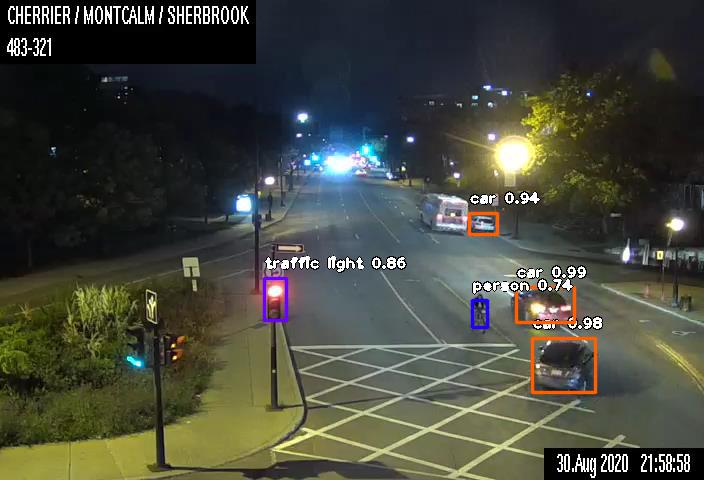 CHERRIER / MONTCALM / SHERBROOK
483-321
car 0.94
traffic light 0.86
car 0.99
person 0.74
car 0.98
30.Aug 2020 21:58:58